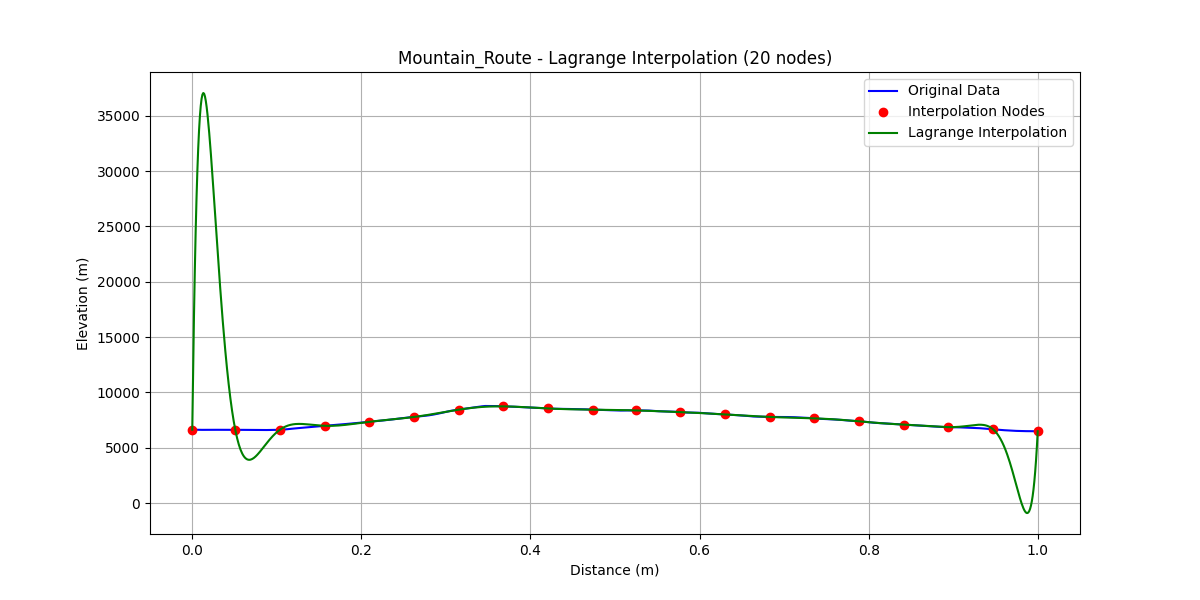 Mountain_Route - Lagrange Interpolation (20 nodes)
Original Data
Interpolation Nodes
Lagrange Interpolation
Elevation (m)
35000
30000
25000
20000
15000
10000
5000
0
0.0 0.2 0.4 0.6 0.8 1.0
Distance (m)